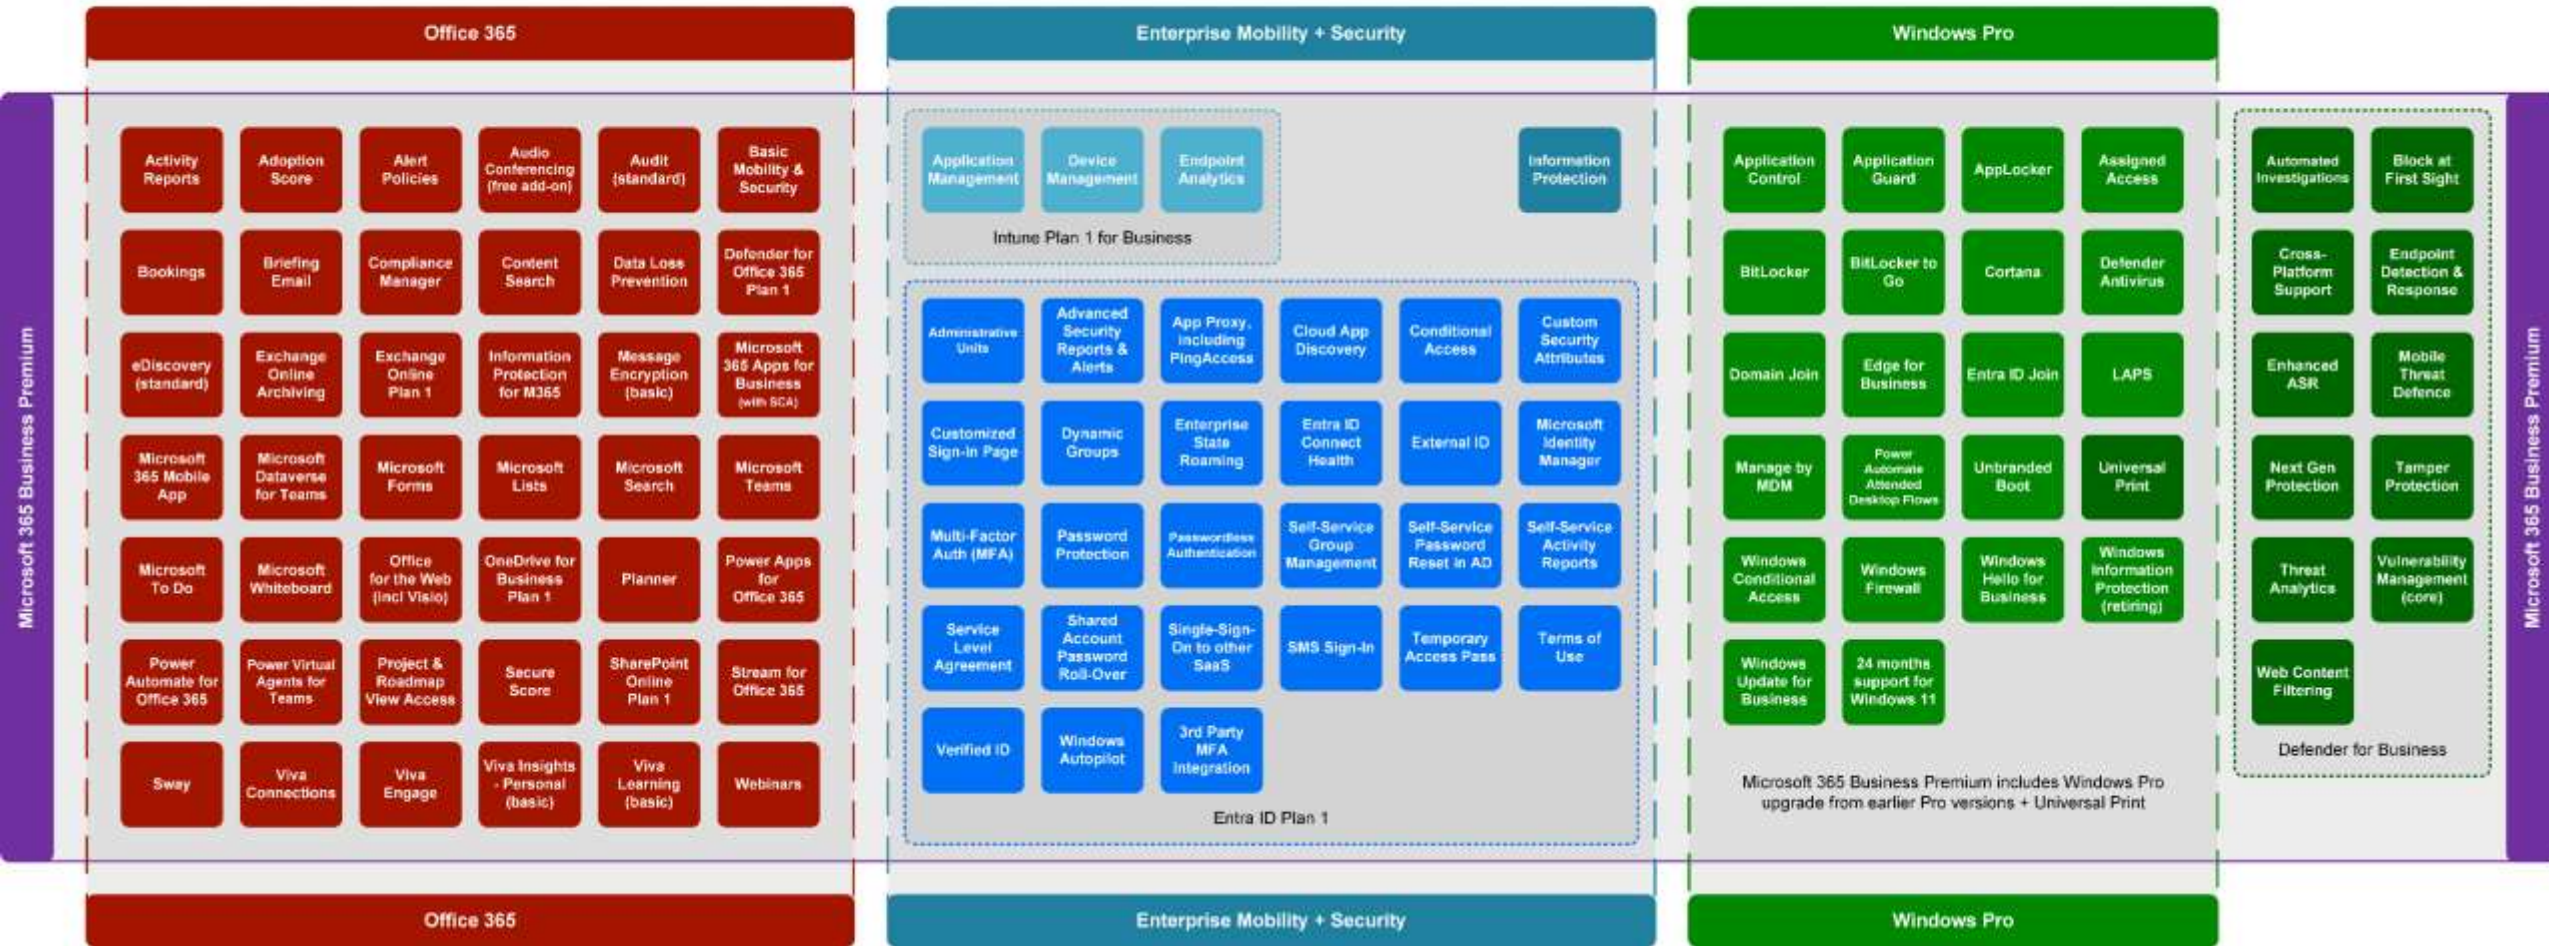 Office 365
Enterprise Mobility + Security
Windows Pro
Microsoft 365 Business Premium
Activity
Reports
Adoption
Score
Alert
Policies
Audio
Conferencing
(free add-on)
Audit
(standard)
Basic
Mobility &
Security
Bookings
Briefing
Email
Compliance
Manager
Content
Search
Data Loss
Prevention
Defender for
Office 365
Plan 1
eDiscovery
(standard)
Exchange
Online
Archiving
Exchange
Online
Plan 1
Information
Protection
for M365
Message
Encryption
(basic)
Microsoft
365 Apps for
Business
(with SCA)
Microsoft
365 Mobile
App
Microsoft
Dataverse
for Teams
Microsoft
Forms
Microsoft
Lists
Microsoft
Search
Microsoft
Teams
Microsoft
To Do
Microsoft
Whiteboard
Office
for the Web
(incl Visio)
OneDrive for
Business
Plan 1
Planner
Power Apps
for
Office 365
Power
Automate for
Office 365
Power Virtual
Agents for
Teams
Project &
Roadmap
View Access
Secure
Score
SharePoint
Online
Plan 1
Stream for
Office 365
Sway
Viva
Connections
Viva
Engage
Viva Insights
- Personal
(basic)
Viva
Learning
(basic)
Webinars
Application
Management
Device
Management
Endpoint
Analytics
Intune Plan 1 for Business
Information
Protection
Administrative
Units
Advanced
Security
Reports &
Alerts
App Proxy,
including
PingAccess
Cloud App
Discovery
Conditional
Access
Custom
Security
Attributes
Customized
Sign-In Page
Dynamic
Groups
Enterprise
State
Roaming
Entra ID
Connect
Health
External ID
Microsoft
Identity
Manager
Multi-Factor
Auth (MFA)
Password
Protection
Passwordless
Authentication
Self-Service
Group
Management
Self-Service
Password
Reset in AD
Self-Service
Activity
Reports
Service
Level
Agreement
Shared
Account
Password
Roll-Over
Single-Sign-
On to other
SaaS
SMS Sign-In
Temporary
Access Pass
Terms of
Use
Verified ID
Windows
Autopilot
3rd Party
MFA
Integration
Entra ID Plan 1
Application
Control
Application
Guard
AppLocker
Assigned
Access
BitLocker
BitLocker to
Go
Cortana
Defender
Antivirus
Domain Join
Edge for
Business
Entra ID Join
LAPS
Manage by
MDM
Power
Automate
Attended
Desktop Flows
Unbranded
Boot
Universal
Print
Windows
Conditional
Access
Windows
Firewall
Windows
Hello for
Business
Windows
Information
Protection
(retiring)
Windows
Update for
Business
24 months
support for
Windows 11
Microsoft 365 Business Premium includes Windows Pro
upgrade from earlier Pro versions + Universal Print
Automated
Investigations
Block at
First Sight
Cross-
Platform
Support
Endpoint
Detection &
Response
Enhanced
ASR
Mobile
Threat
Defence
Next Gen
Protection
Tamper
Protection
Threat
Analytics
Vulnerability
Management
(core)
Web Content
Filtering
Defender for Business
Microsoft 365 Business Premium
Office 365
Enterprise Mobility + Security
Windows Pro